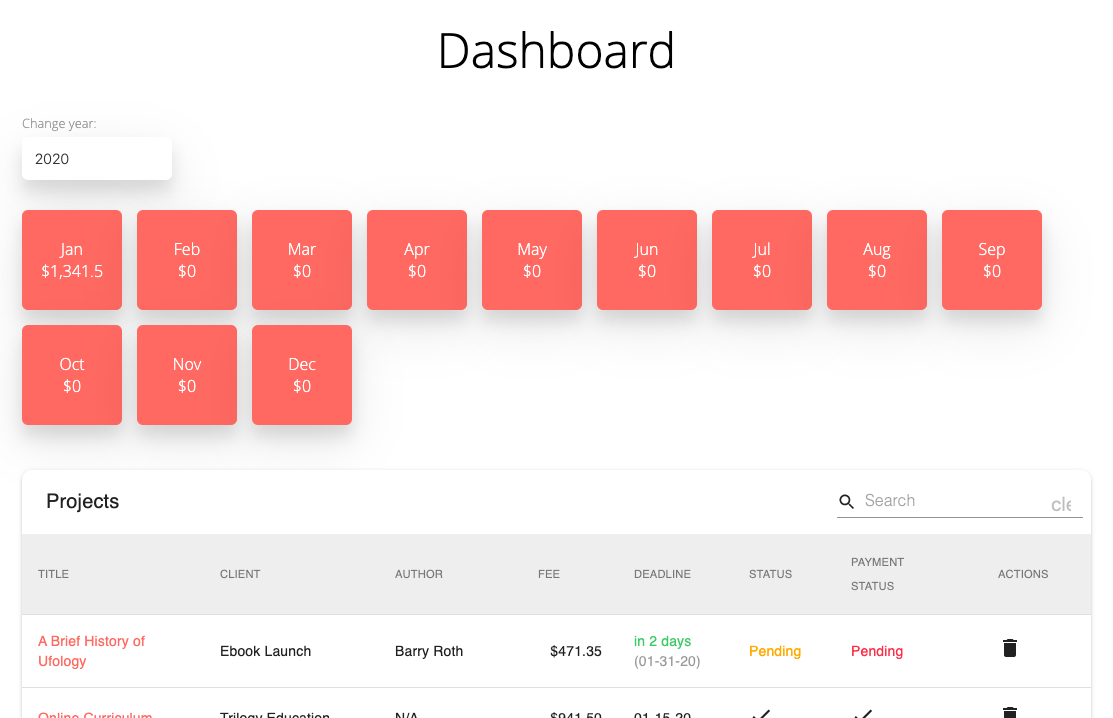 Dashboard
Change year:
2020
Jan Feb Mar Apr May Jun Jul Aug Sep
$1,341.5 $0 $0 $0 $0 $0 $0 $0 $0
Oct Nov Dec
$0 $0 $0
Projects Search cle
TITLE CLIENT AUTHOR FEE DEADLINE STATUS PAYMENT STATUS ACTIONS
A Brief History of Ufology Ebook Launch Barry Roth $471.35 in 2 days (01-31-20) Pending Pending
Online Curriculum Trilogy Education N/A $941.50 01-15-20